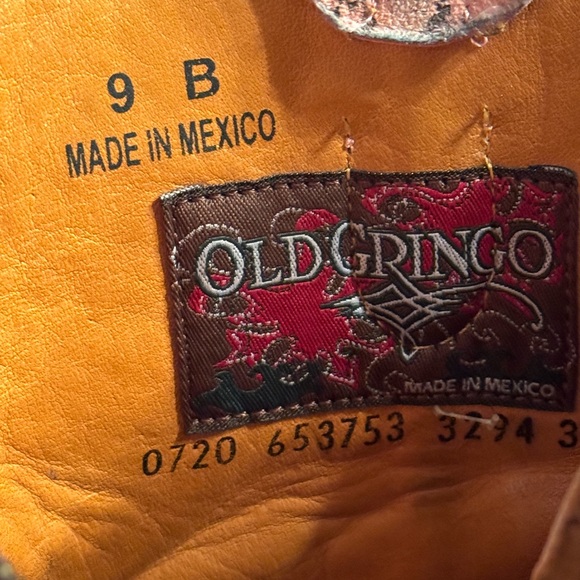 9 B
MADE IN MEXICO
OLD GRINGO
MADE IN MEXICO
0720 653753 3294 3